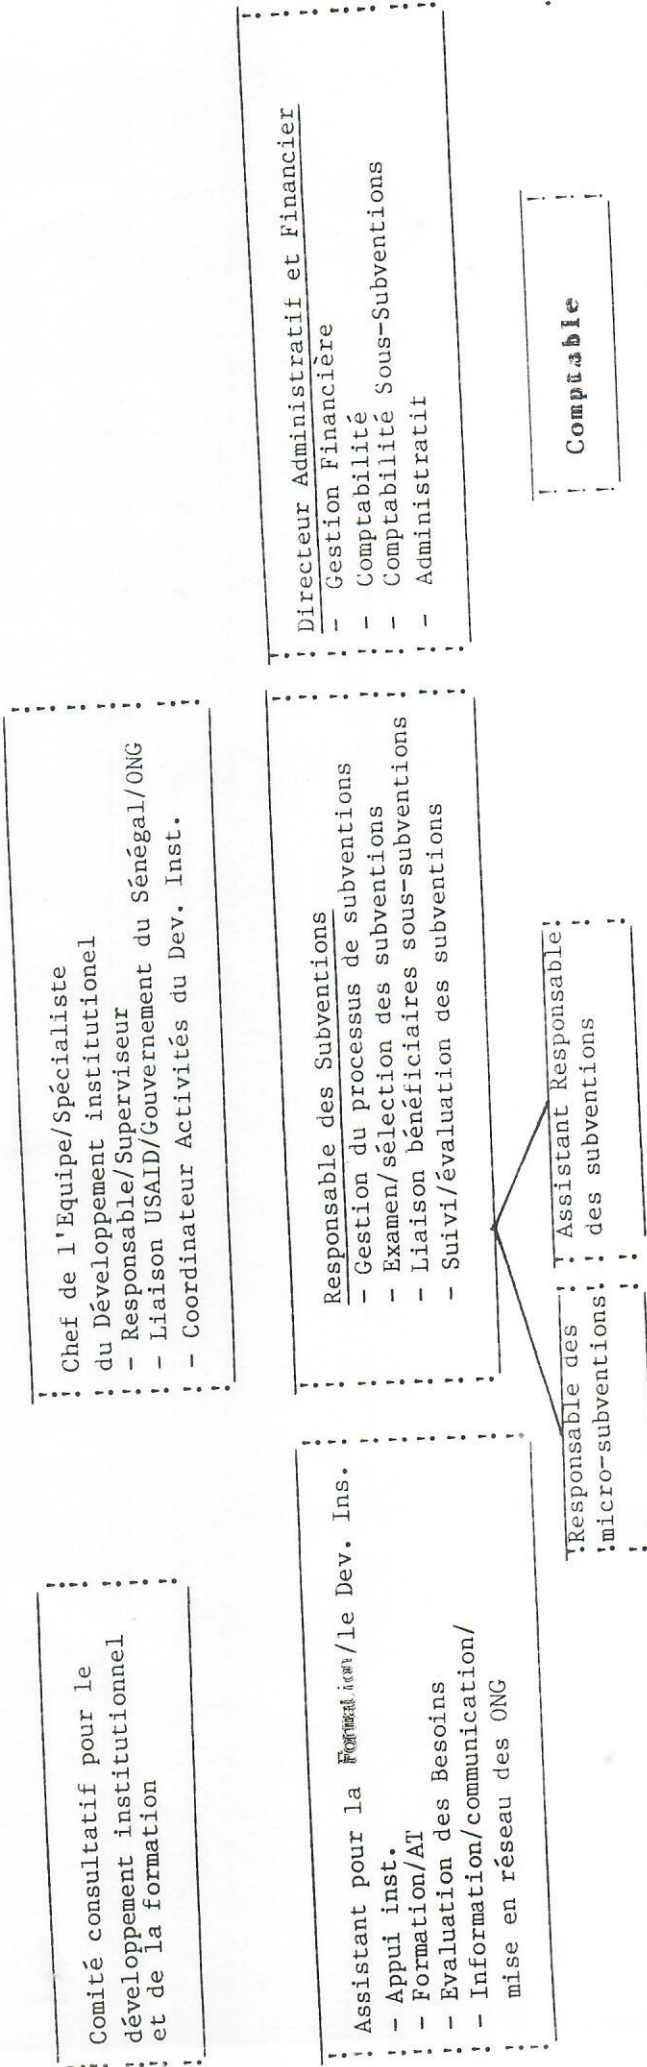 Comité consultatif pour le
développement institutionnel
et de la formation
Chef de l'Equipe/Spécialiste
du Développement institutionel
- Responsable/Superviseur
- Liaison USAID/Gouvernement du Sénégal/ONG
- Coordinateur Activités du Dev. Inst.
Assistant pour la Formation/le Dev. Ins.
- Appui inst.
- Formation/AT
- Evaluation des Besoins
- Information/communication/
mise en réseau des ONG
Responsable des Subventions
- Gestion du processus de subventions
- Examen/sélection des subventions
- Liaison bénéficiaires sous-subventions
- Suivi/évaluation des subventions
Directeur Administratif et Financier
- Gestion Financière
- Comptabilité
- Comptabilité Sous-Subventions
- Administratif
Responsable des
micro-subventions
Assistant Responsable
des subventions
Comptable